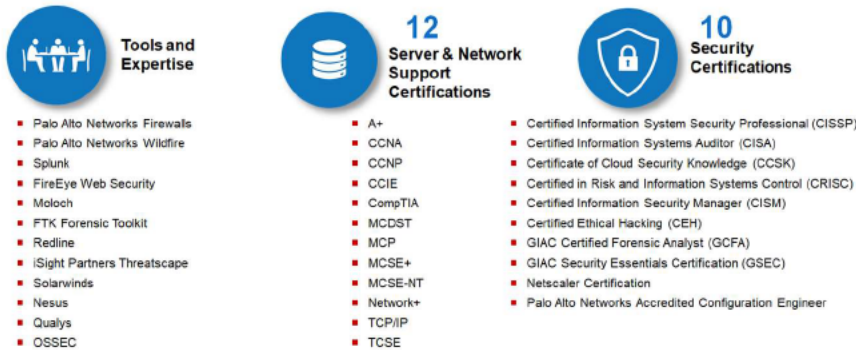 Tools and
Expertise
Palo Alto Networks Firewalls
Palo Alto Networks Wildfire
Splunk
FireEye Web Security
Moloch
FTK Forensic Toolkit
Redline
iSight Partners Threatscape
Solarwinds
Nesus
Qualys
OSSEC
12
Server & Network
Support
Certifications
A+
CCNA
CCNP
CCIE
CompTIA
MCDST
MCP
MCSE+
MCSE-NT
Network+
TCP/IP
TCSE
10
Security
Certifications
Certified Information System Security Professional (CISSP)
Certified Information Systems Auditor (CISA)
Certificate of Cloud Security Knowledge (CCSK)
Certified in Risk and Information Systems Control (CRISC)
Certified Information Security Manager (CISM)
Certified Ethical Hacking (CEH)
GIAC Certified Forensic Analyst (GCFA)
GIAC Security Essentials Certification (GSEC)
Netscaler Certification
Palo Alto Networks Accredited Configuration Engineer